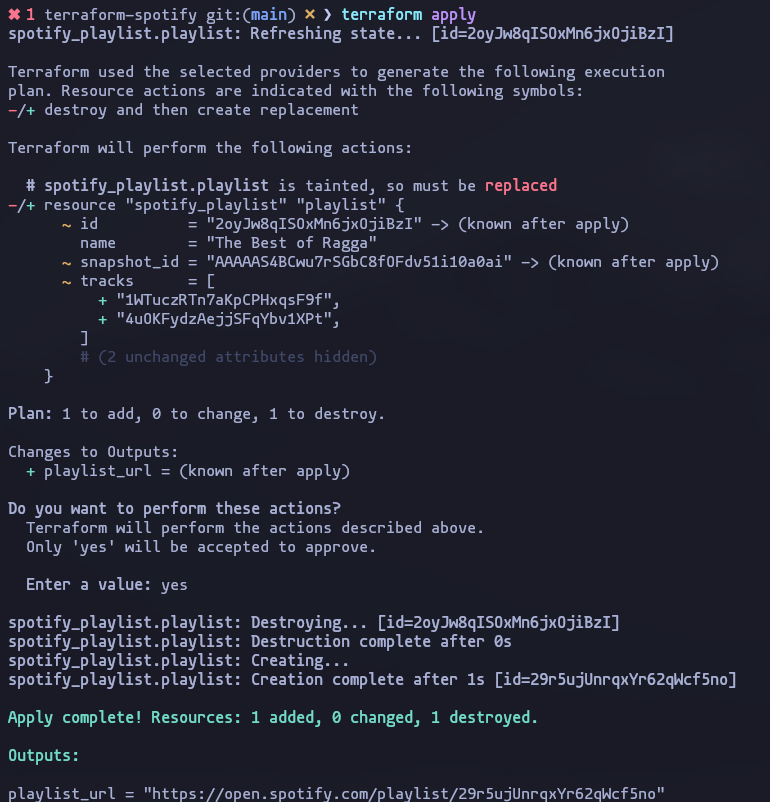 ✖ 1 terraform-spotify git:(main) ✕ ❯ terraform apply
spotify_playlist.playlist: Refreshing state... [id=2oyJw8qISOxMn6jxOjiBzI]
Terraform used the selected providers to generate the following execution
plan. Resource actions are indicated with the following symbols:
-/+ destroy and then create replacement
Terraform will perform the following actions:
# spotify_playlist.playlist is tainted, so must be replaced
-/+ resource "spotify_playlist" "playlist" {
~ id          = "2oyJw8qISOxMn6jxOjiBzI" -> (known after apply)
name        = "The Best of Ragga"
~ snapshot_id = "AAAAAS4BCwu7rSGbC8fOFdv51i10a0ai" -> (known after apply)
~ tracks      = [
+ "1WTuczRTn7aKpCPHxqsF9f",
+ "4uOKFydzAejjSFqYbv1XPt",
]
# (2 unchanged attributes hidden)
}
Plan: 1 to add, 0 to change, 1 to destroy.
Changes to Outputs:
+ playlist_url = (known after apply)
Do you want to perform these actions?
Terraform will perform the actions described above.
Only 'yes' will be accepted to approve.
Enter a value: yes
spotify_playlist.playlist: Destroying... [id=2oyJw8qISOxMn6jxOjiBzI]
spotify_playlist.playlist: Destruction complete after 0s
spotify_playlist.playlist: Creating...
spotify_playlist.playlist: Creation complete after 1s [id=29r5ujUnrqxYr62qWcf5no]
Apply complete! Resources: 1 added, 0 changed, 1 destroyed.
Outputs:
playlist_url = "https://open.spotify.com/playlist/29r5ujUnrqxYr62qWcf5no"